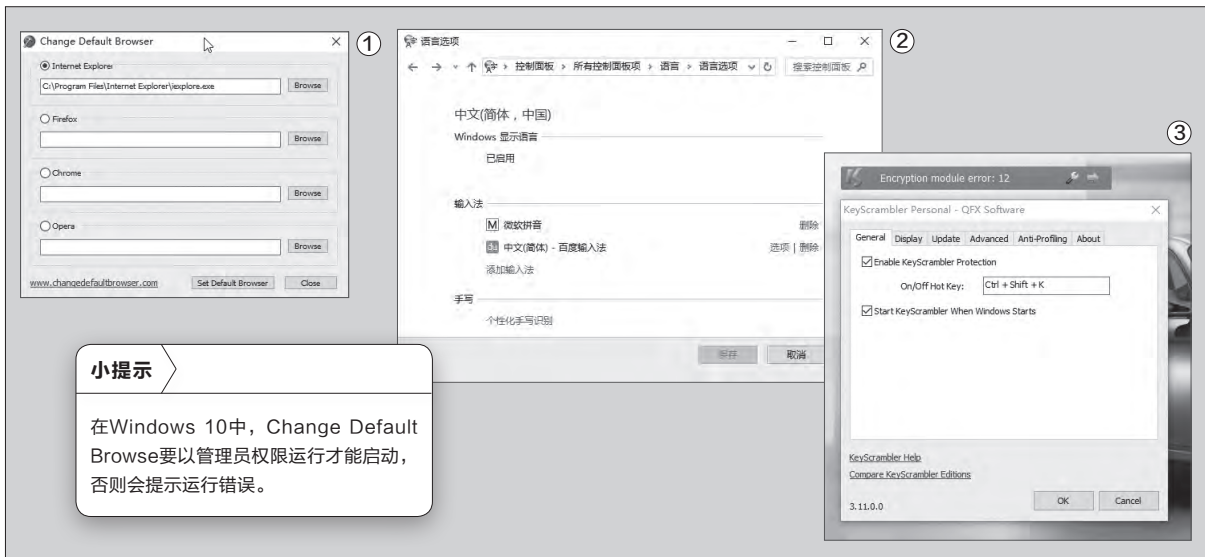 Change Default Browser
①
Internet Explorer
C:\Program Files\Internet Explorer\iexplore.exe
Browse
Firefox
Browse
Chrome
Browse
Opera
Browse
www.changedefaultbrowser.com
Set Default Browser
Close
语言选项
②
控制面板 > 所有控制面板项 > 语言 > 语言选项
搜索控制面板
中文(简体，中国)
Windows 显示语言
已启用
输入法
M 微软拼音
删除
中文(简体) - 百度输入法
选项 | 删除
添加输入法
手写
个性化手写识别
保存
取消
③
Encryption module error: 12
KeyScrambler Personal - QFX Software
General Display Update Advanced Anti-Profiling About
Enable KeyScrambler Protection
On/Off Hot Key: Ctrl + Shift + K
Start KeyScrambler When Windows Starts
KeyScrambler Help
Compare KeyScrambler Editions
3.11.0.0
OK
Cancel
小提示
在Windows 10中，Change Default
Browse要以管理员权限运行才能启动，
否则会提示运行错误。